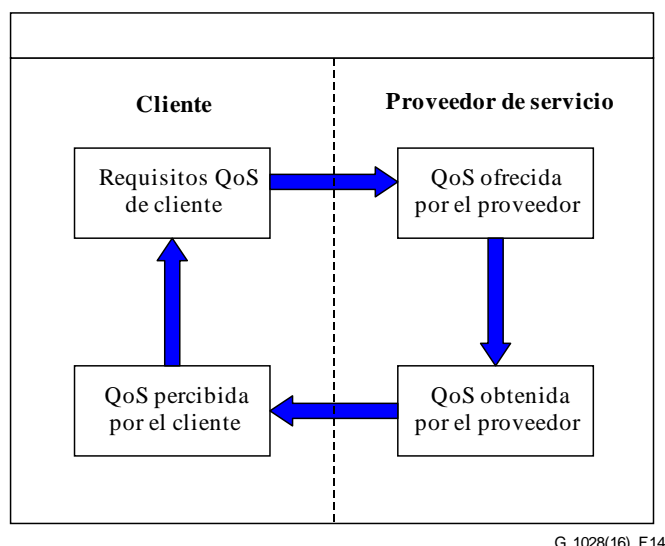 Cliente
Proveedor de servicio
Requisitos QoS
de cliente
QoS ofrecida
por el proveedor
QoS percibida
por el cliente
QoS obtenida
por el proveedor
G.1028(16)_F14